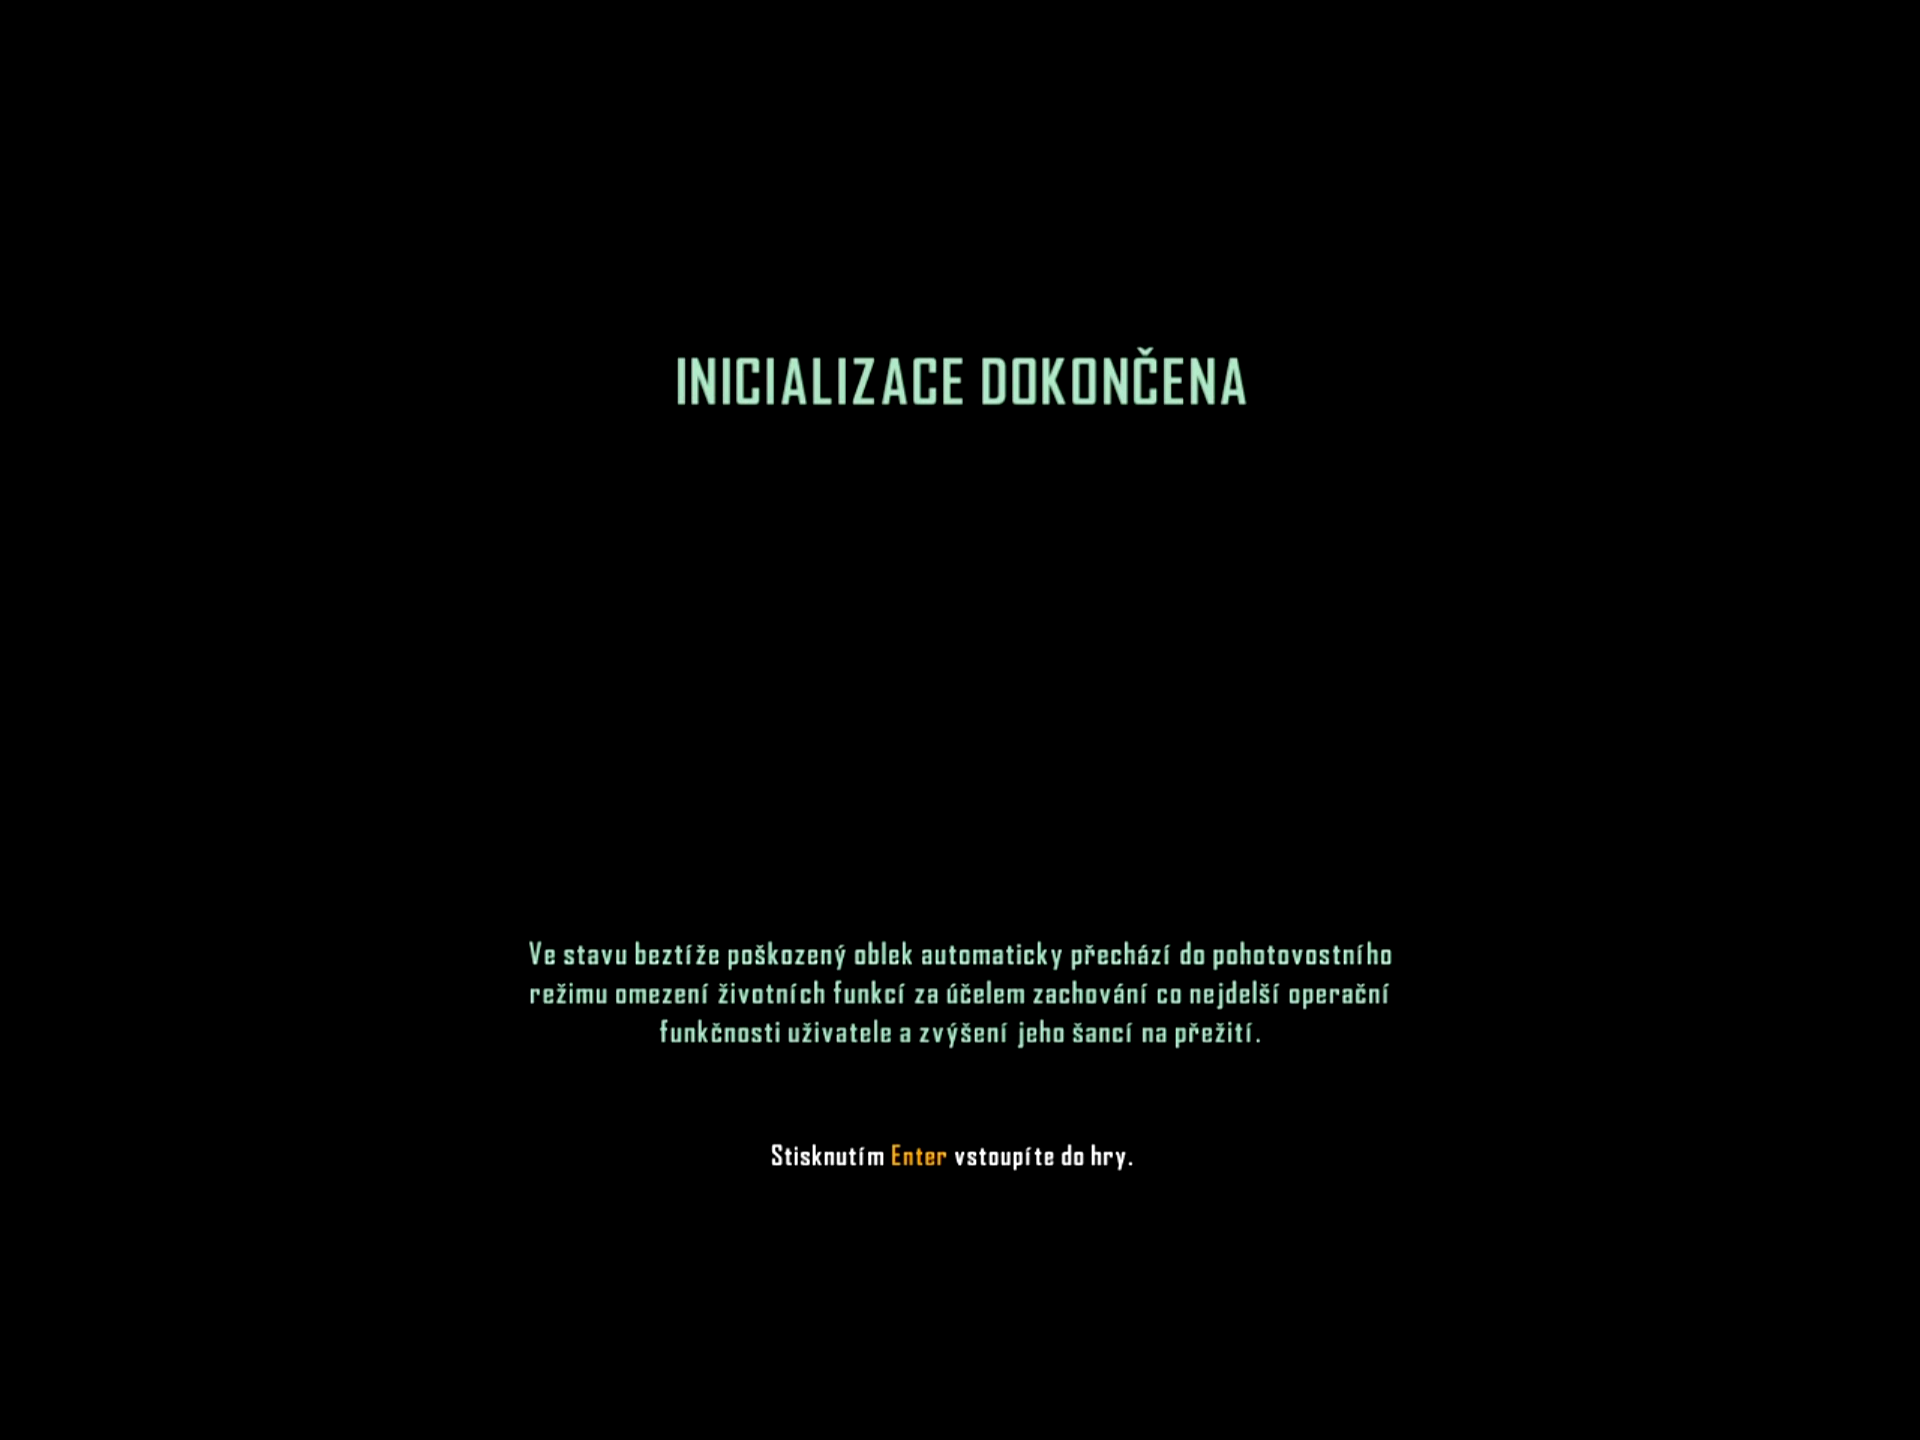 INICIALIZACE DOKONČENA
Ve stavu beztíže poškozený oblek automaticky přechází do pohotovostního
režimu omezení životních funkcí za účelem zachování co nejdelší operační
funkčnosti uživatele a zvýšení jeho šancí na přežití.
Stisknutím Enter vstoupíte do hry.